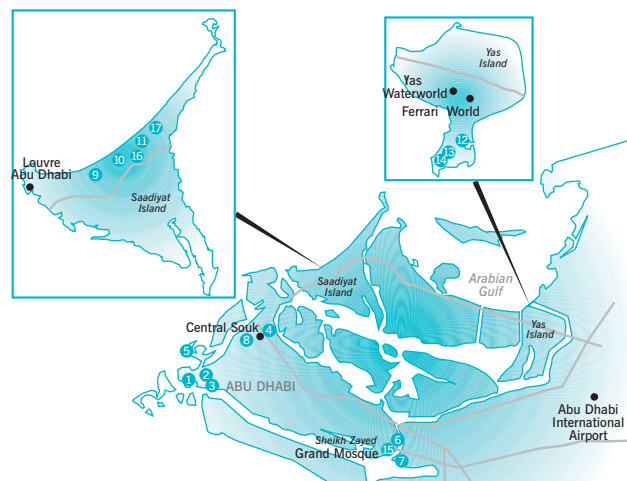 Yas
Island
Yas
Waterworld
Ferrari World
12
13
14
17
11
16
10
9
Louvre
Abu Dhabi
Saadiyat
Island
Saadiyat
Island
Arabian
Gulf
Yas
Island
Central Souk
4
8
5
1
2
3
ABU DHABI
Abu Dhabi
International
Airport
Sheikh Zayed
Grand Mosque
6
15
7